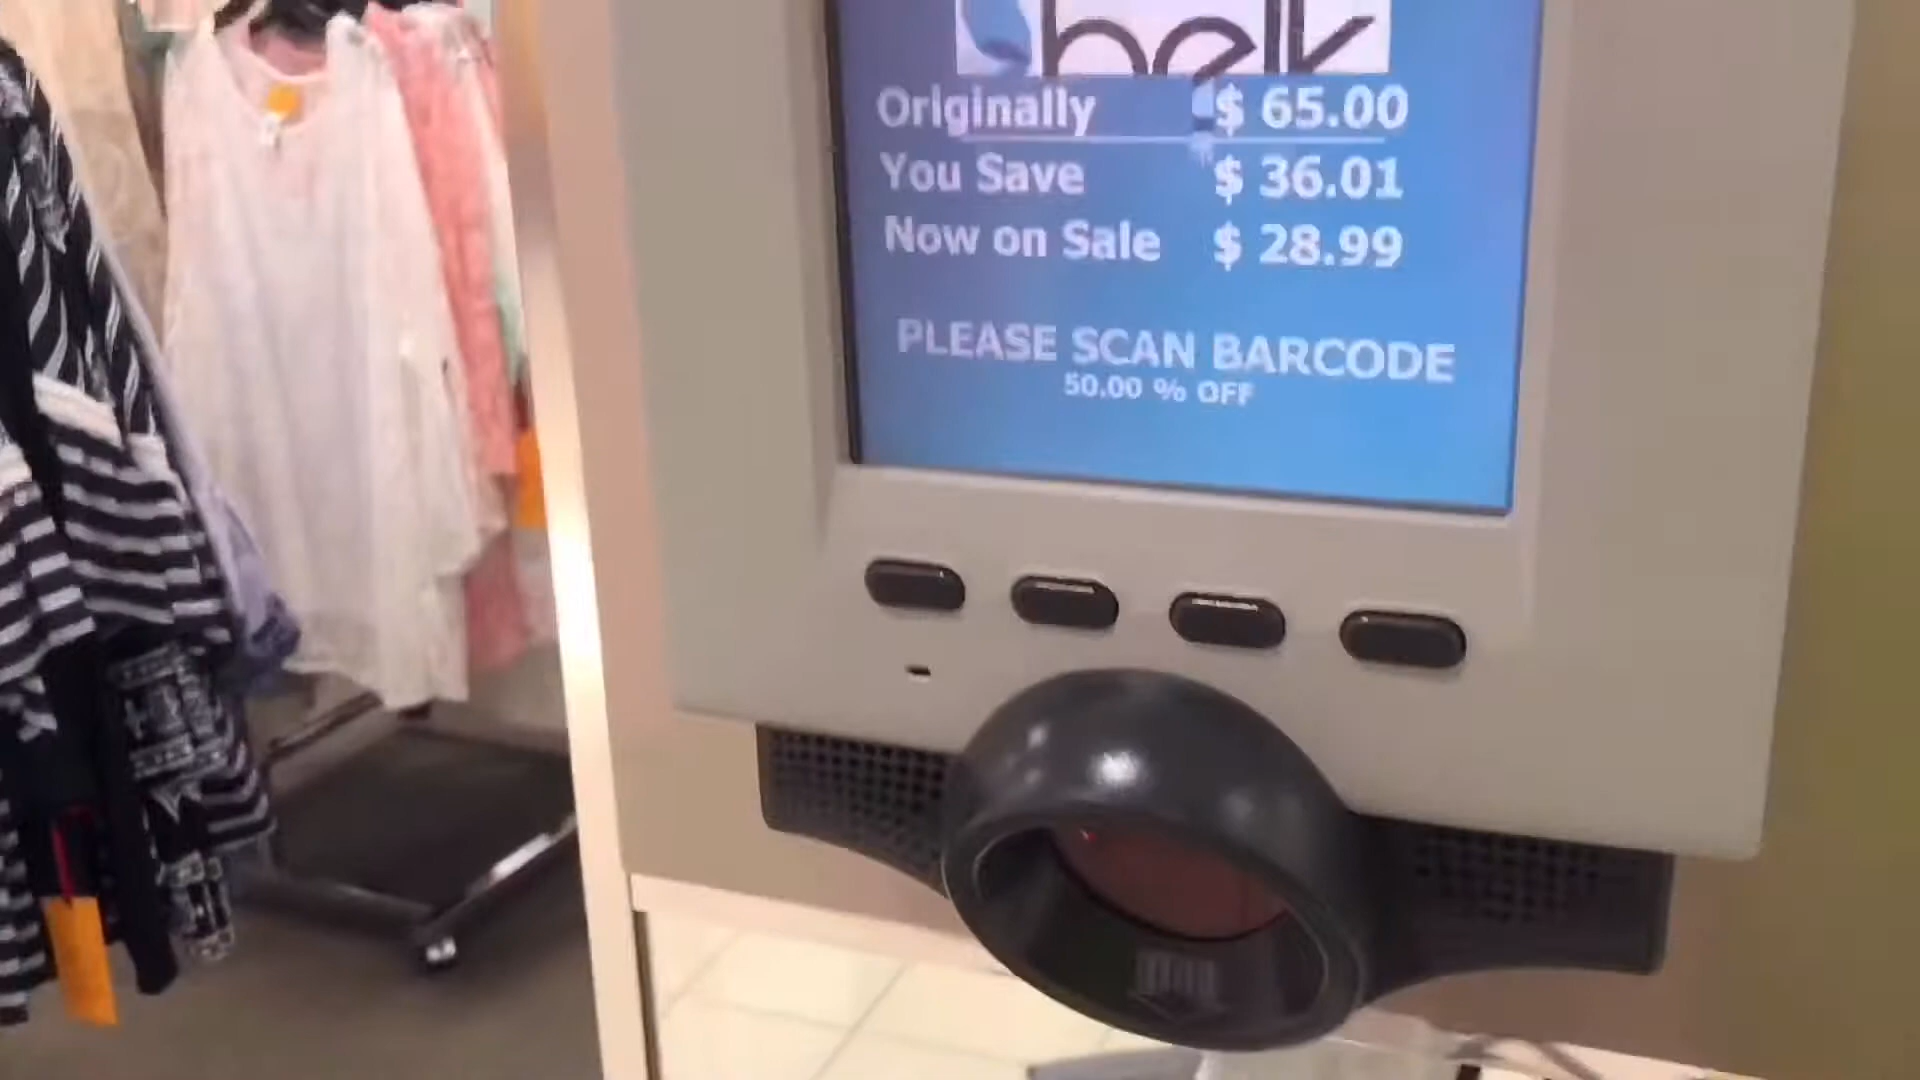 belk
Originally $ 65.00
You Save $ 36.01
Now on Sale $ 28.99
PLEASE SCAN BARCODE
50.00 % OFF